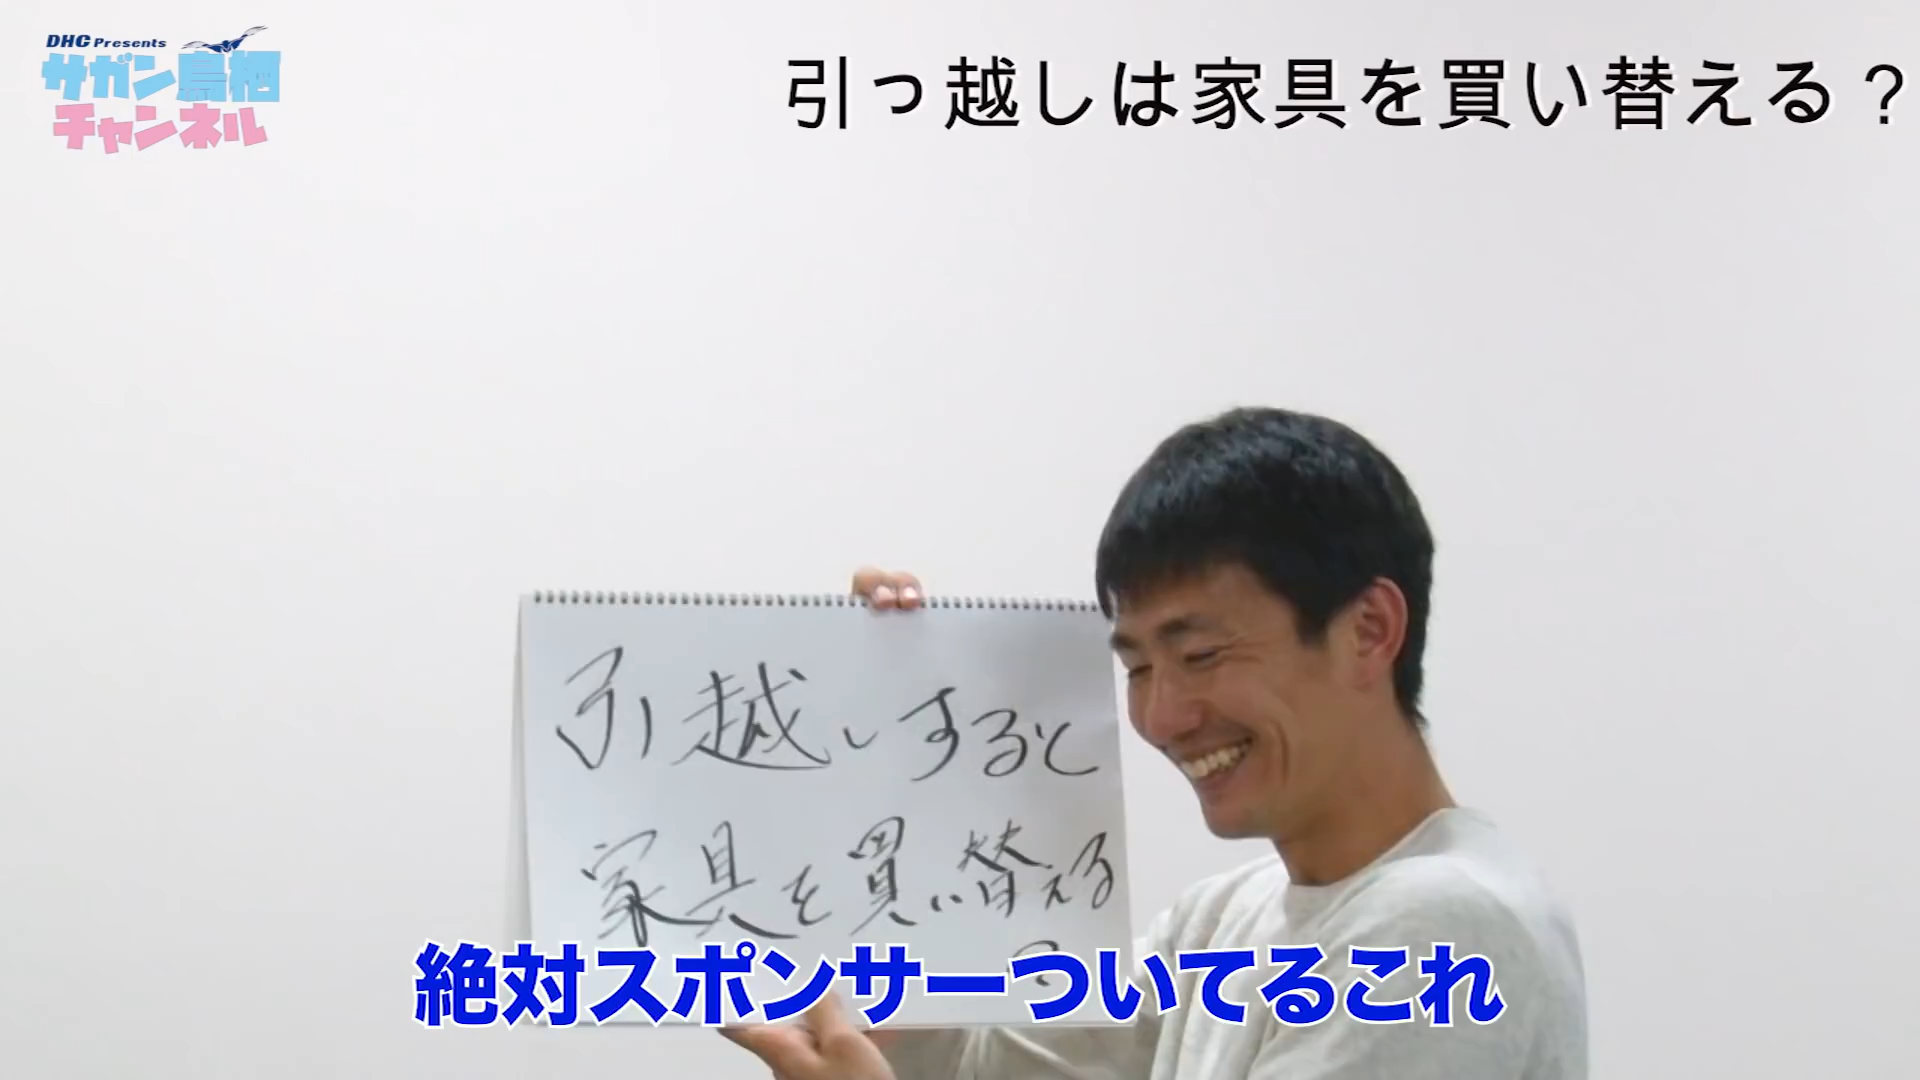 DHC Presents
サガン鳥栖
チャンネル
引っ越しは家具を買い替える？
引越しすると
家具を買い替える
？
絶対スポンサーついてるこれ